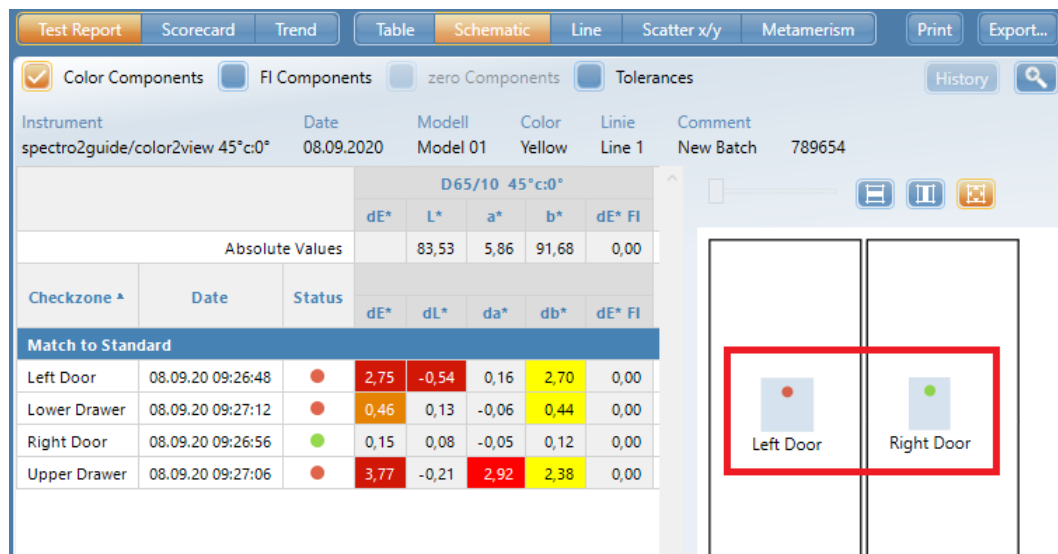 Test Report Scorecard Trend Table Schematic Line Scatter x/y Metamerism Print Export...
Color Components FI Components zero Components Tolerances History
Instrument Date Modell Color Linie Comment
spectro2guide/color2view 45°c:0° 08.09.2020 Model 01 Yellow Line 1 New Batch 789654
D65/10 45°c:0°
dE* L* a* b* dE* FI
Absolute Values 83,53 5,86 91,68 0,00
Checkzone Date Status
dE* dL* da* db* dE* FI
Match to Standard
Left Door 08.09.20 09:26:48 2,75 -0,54 0,16 2,70 0,00
Lower Drawer 08.09.20 09:27:12 0,46 0,13 -0,06 0,44 0,00
Right Door 08.09.20 09:26:56 0,15 0,08 -0,05 0,12 0,00
Upper Drawer 08.09.20 09:27:06 3,77 -0,21 2,92 2,38 0,00
Left Door Right Door